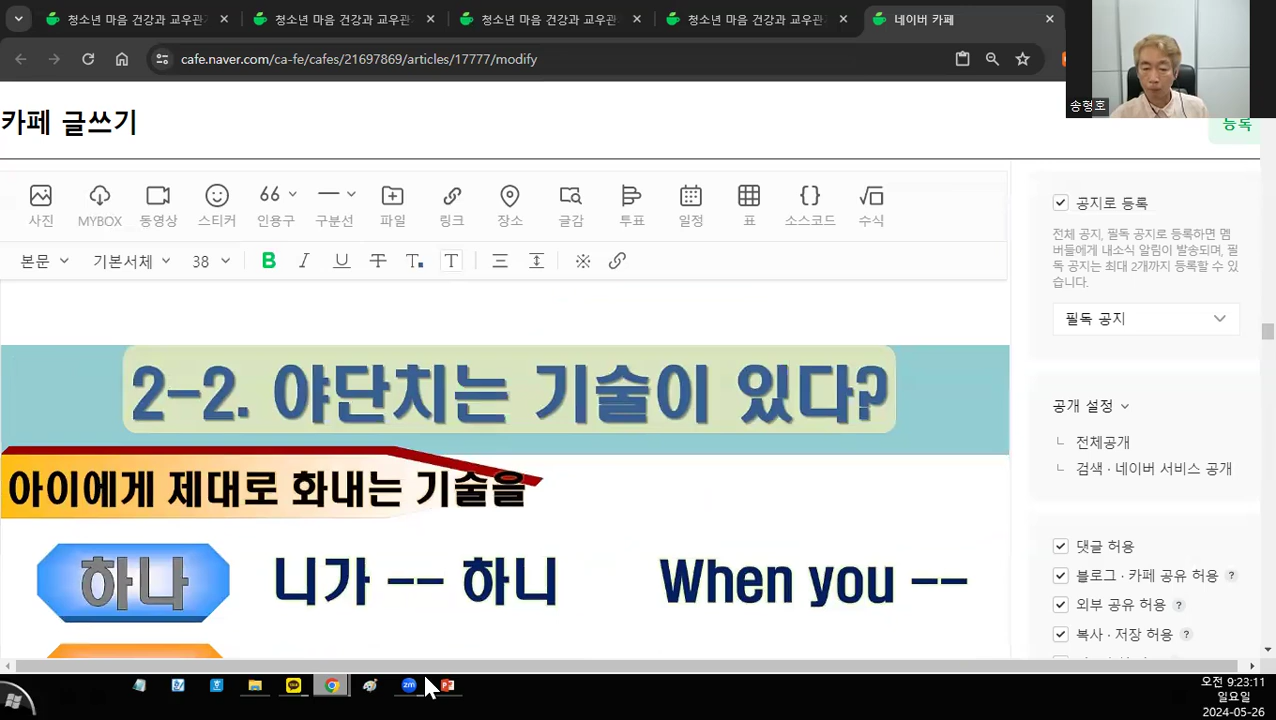 청소년 마음 건강과 교우관
청소년 마음 건강과 교우관
청소년 마음 건강과 교우관
청소년 마음 건강과 교우관
네이버 카페
cafe.naver.com/ca-fe/cafes/21697869/articles/17777/modify
송형호
카페 글쓰기
등록
사진 MYBOX 동영상 스티커 인용구 구분선 파일 링크 장소 글감 투표 일정 표 소스코드 수식
본문 기본서체 38 B I U T T. T ※
공지로 등록
전체 공지, 필독 공지로 등록하면 멤
버들에게 내소식 알림이 발송되며, 필
독 공지는 최대 2개까지 등록할 수 있
습니다.
필독 공지
공개 설정
전체공개
검색 · 네이버 서비스 공개
댓글 허용
블로그 · 카페 공유 허용 ?
외부 공유 허용 ?
복사 · 저장 허용 ?
2-2. 야단치는 기술이 있다?
아이에게 제대로 화내는 기술을
하나 니가 -- 하니 When you --
zm
오전 9:23:11
일요일
2024-05-26